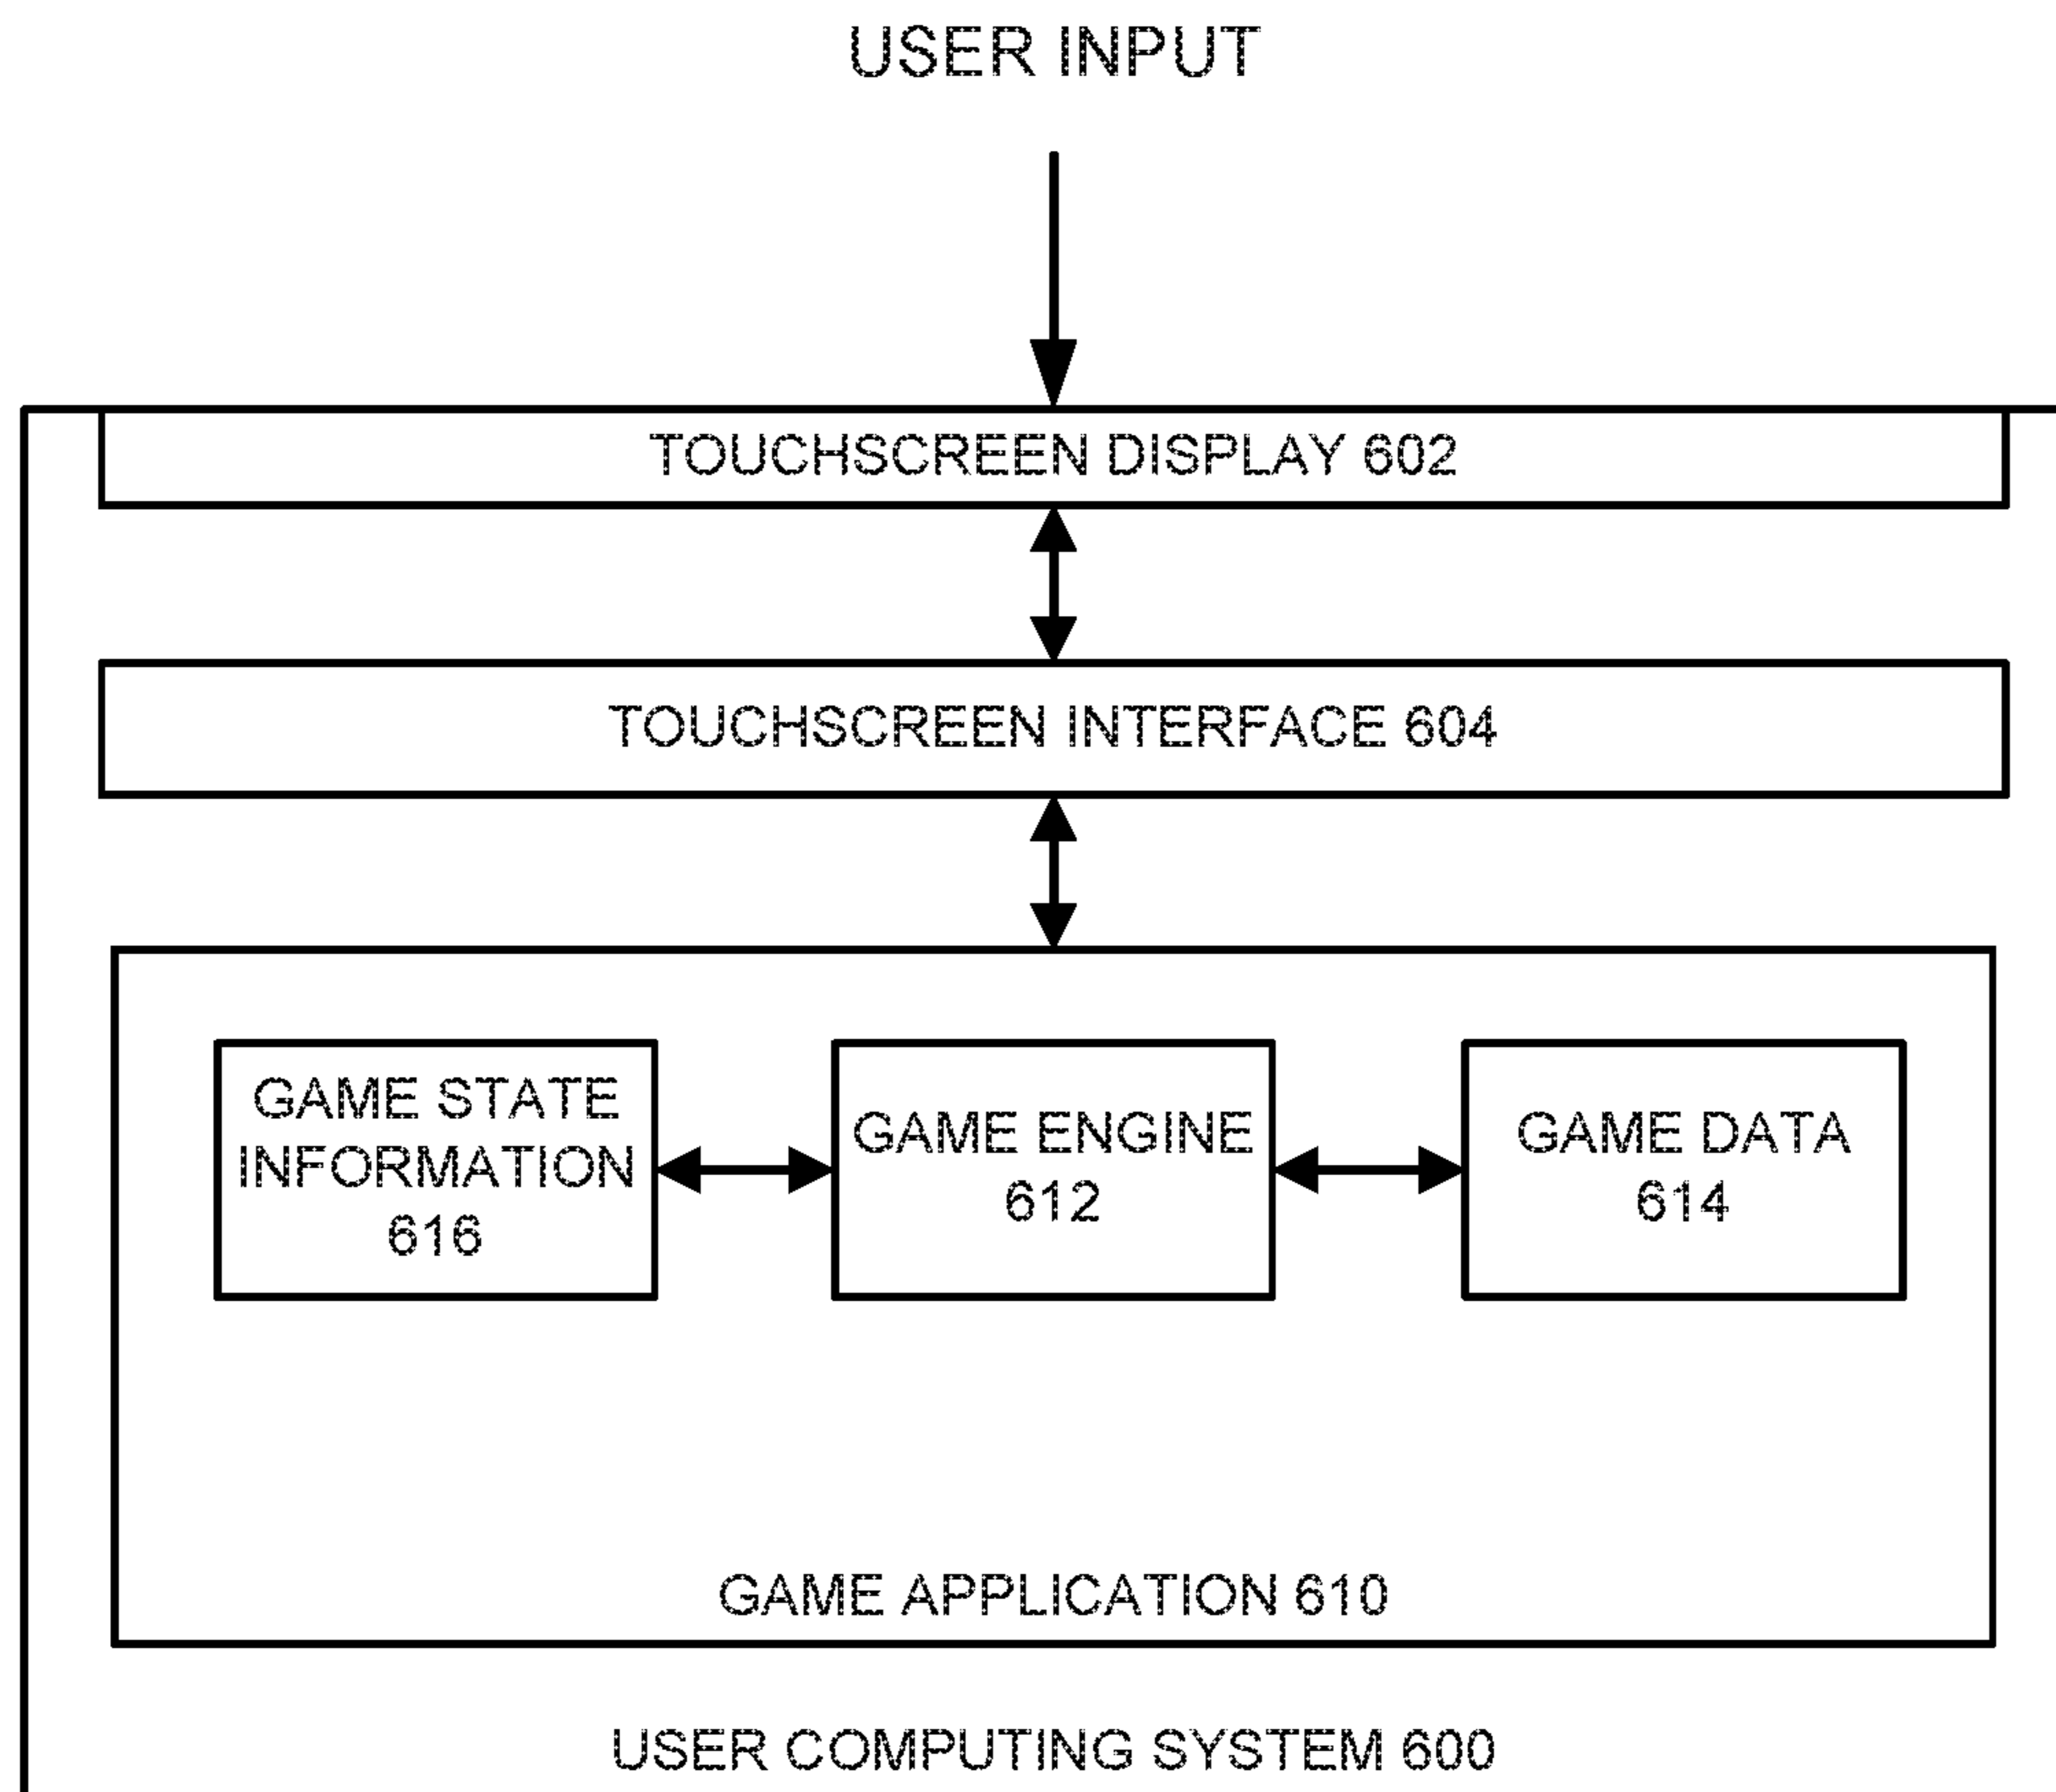 USER INPUT
TOUCHSCREEN DISPLAY 602
TOUCHSCREEN INTERFACE 604
GAME STATE
INFORMATION
616
GAME ENGINE
612
GAME DATA
614
GAME APPLICATION 610
USER COMPUTING SYSTEM 600